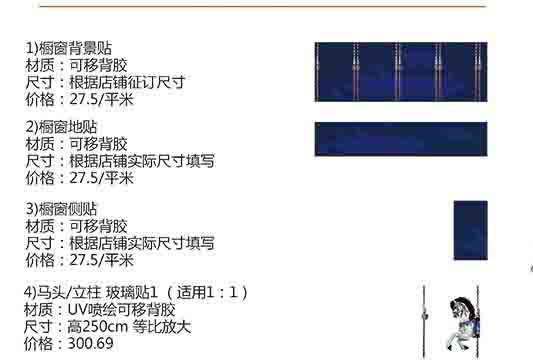 1)橱窗背景贴
材质：可移背胶
尺寸：根据店铺征订尺寸
价格：27.5/平米
2)橱窗地贴
材质：可移背胶
尺寸：根据店铺实际尺寸填写
价格：27.5/平米
3)橱窗侧贴
材质：可移背胶
尺寸：根据店铺实际尺寸填写
价格：27.5/平米
4)马头/立柱 玻璃贴1 （ 适用1：1 ）
材质：UV喷绘可移背胶
尺寸：高250cm 等比放大
价格：300.69